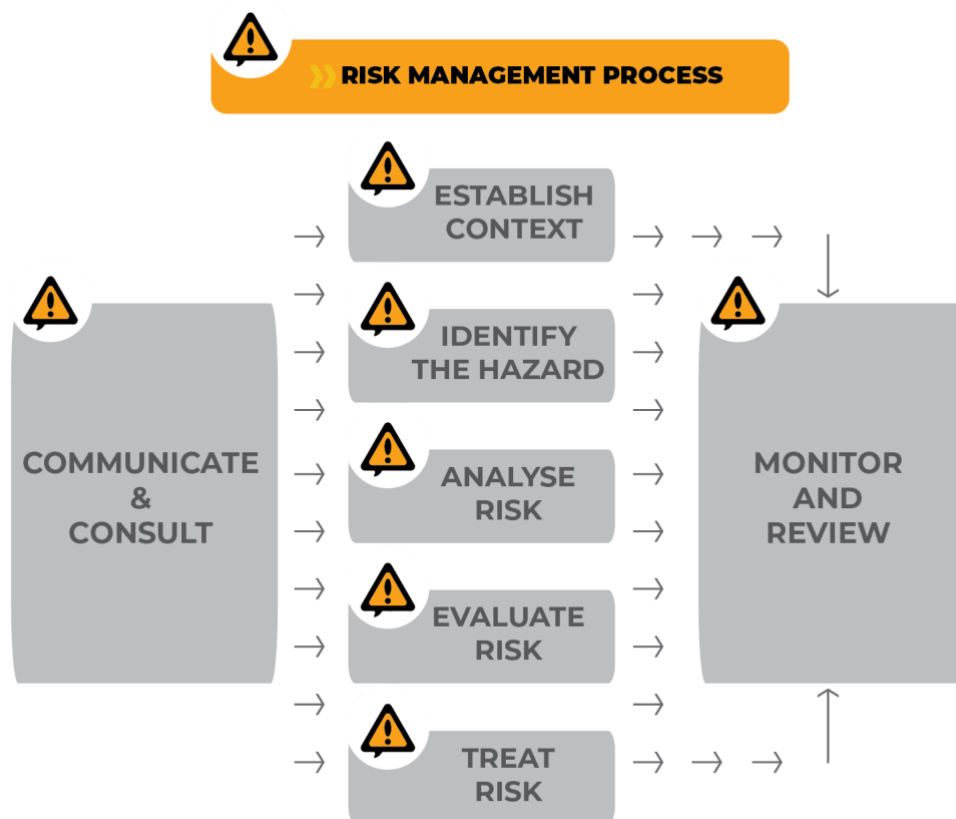 RISK MANAGEMENT PROCESS
ESTABLISH
CONTEXT
IDENTIFY
THE HAZARD
COMMUNICATE
&
CONSULT
ANALYSE
RISK
MONITOR
AND
REVIEW
EVALUATE
RISK
TREAT
RISK